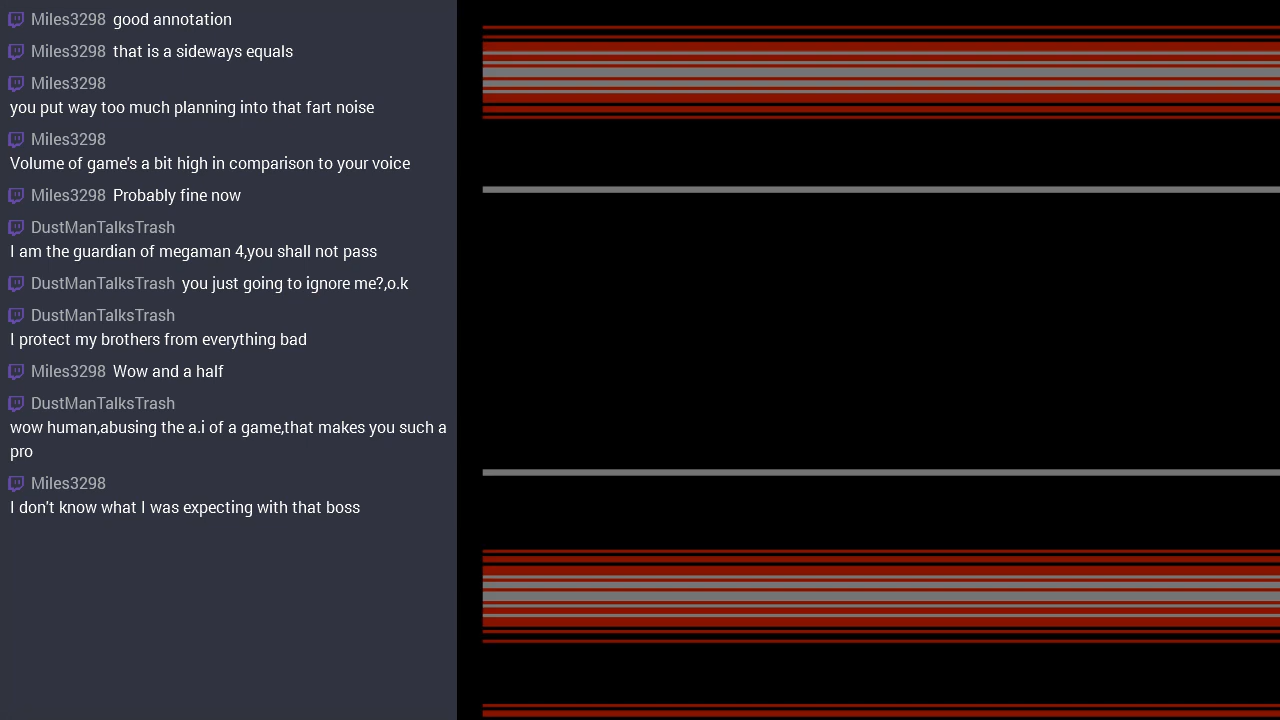 Miles3298 good annotation
Miles3298 that is a sideways equals
Miles3298
you put way too much planning into that fart noise
Miles3298
Volume of game's a bit high in comparison to your voice
Miles3298 Probably fine now
DustManTalksTrash
I am the guardian of megaman 4,you shall not pass
DustManTalksTrash you just going to ignore me?,o.k
DustManTalksTrash
I protect my brothers from everything bad
Miles3298 Wow and a half
DustManTalksTrash
wow human,abusing the a.i of a game,that makes you such a
pro
Miles3298
I don't know what I was expecting with that boss